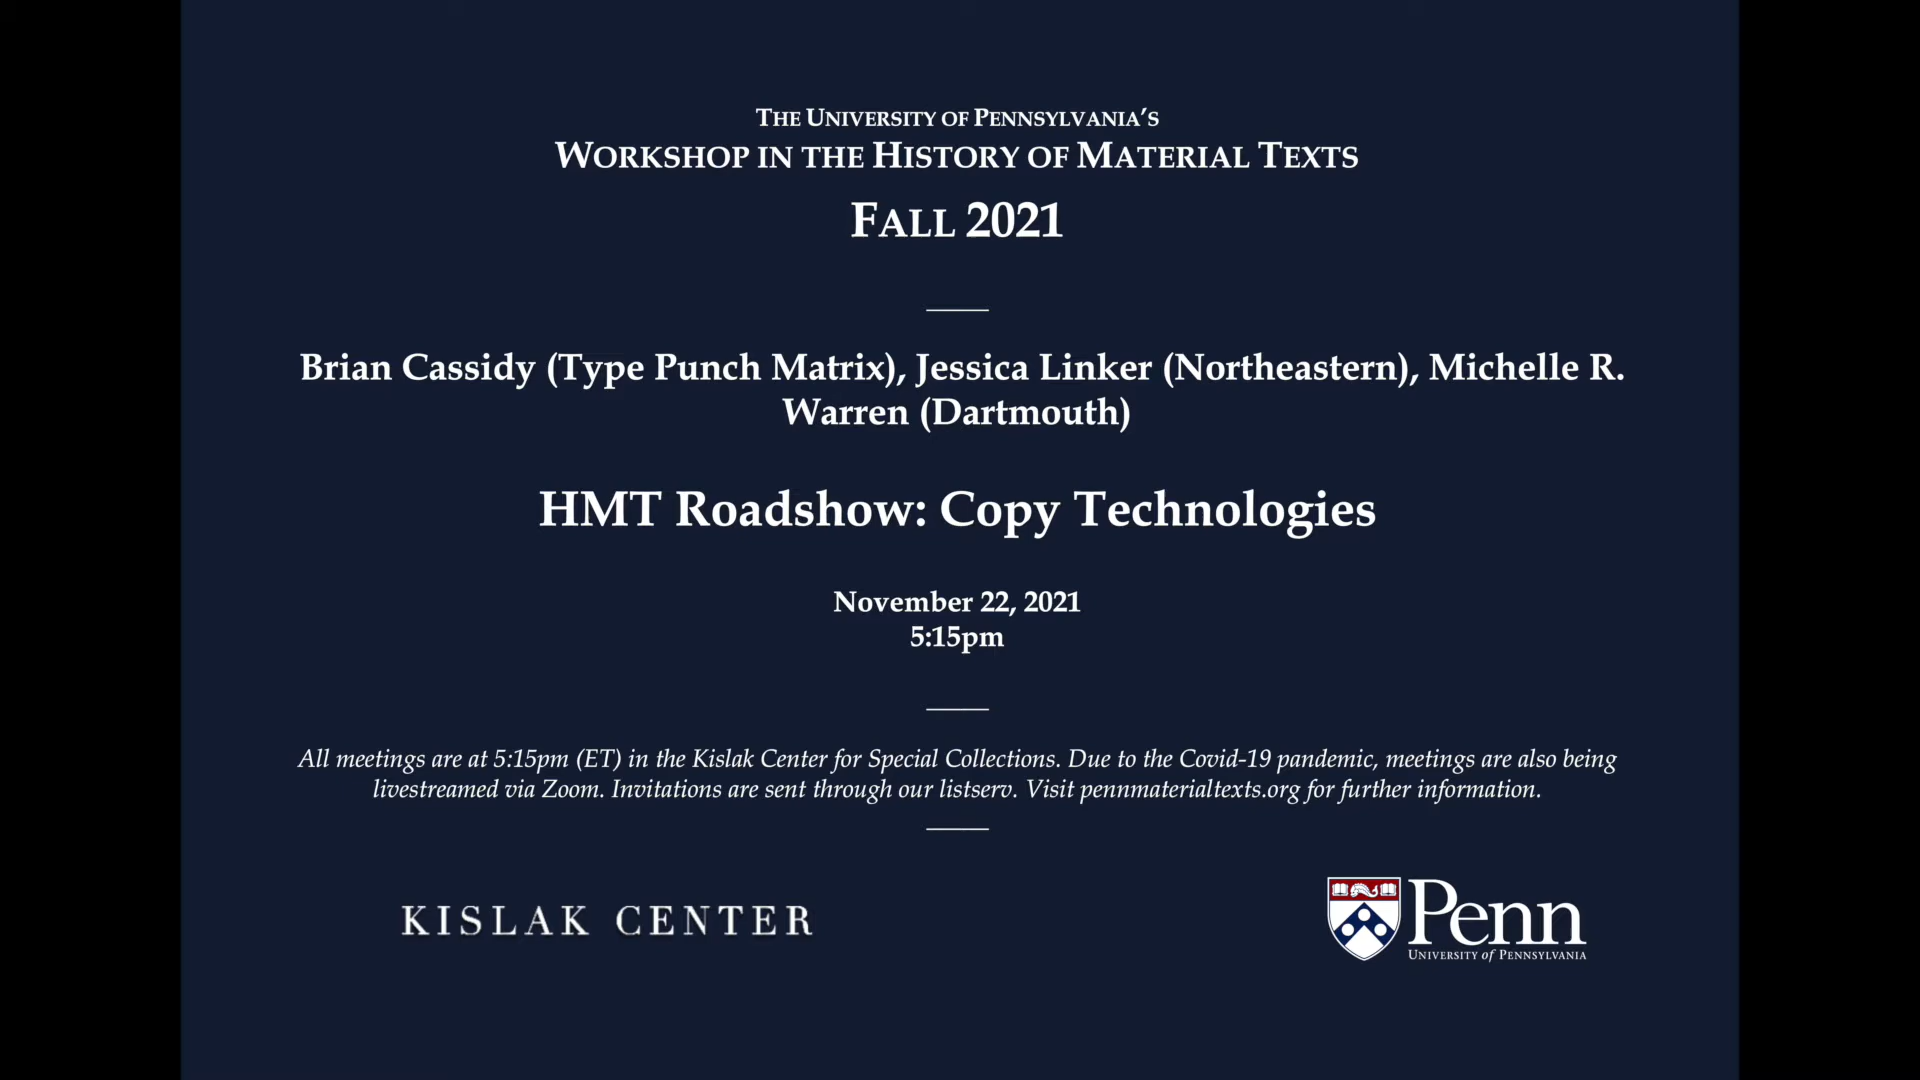 THE UNIVERSITY OF PENNSYLVANIA’S
WORKSHOP IN THE HISTORY OF MATERIAL TEXTS
FALL 2021
Brian Cassidy (Type Punch Matrix), Jessica Linker (Northeastern), Michelle R.
Warren (Dartmouth)
HMT Roadshow: Copy Technologies
November 22, 2021
5:15pm
All meetings are at 5:15pm (ET) in the Kislak Center for Special Collections. Due to the Covid-19 pandemic, meetings are also being
livestreamed via Zoom. Invitations are sent through our listserv. Visit pennmaterialtexts.org for further information.
KISLAK CENTER
Penn
UNIVERSITY of PENNSYLVANIA